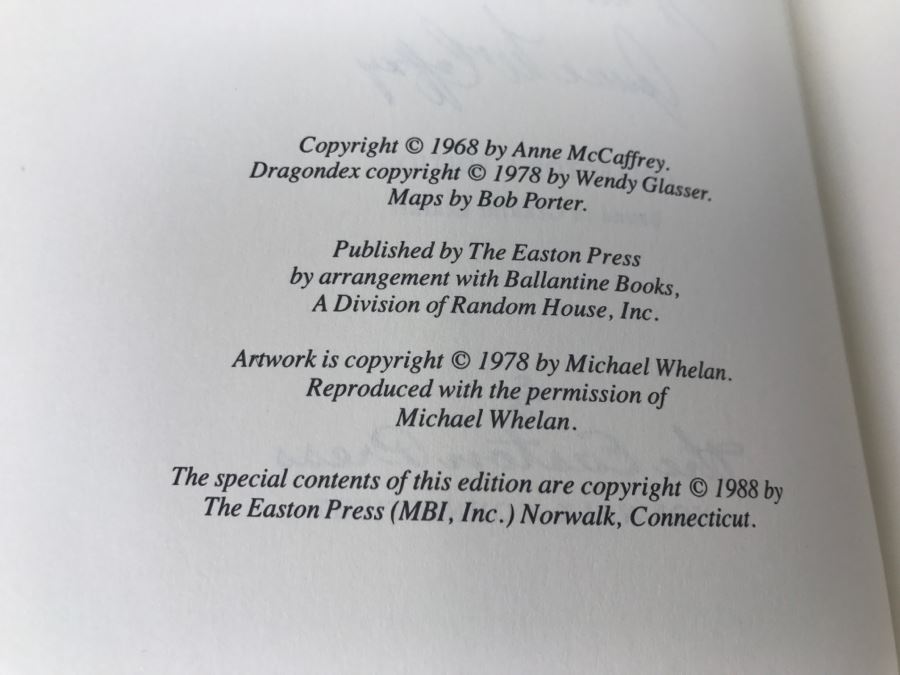 Copyright © 1968 by Anne McCaffrey.
Dragondex copyright © 1978 by Wendy Glasser.
Maps by Bob Porter.
Published by The Easton Press
by arrangement with Ballantine Books,
A Division of Random House, Inc.
Artwork is copyright © 1978 by Michael Whelan.
Reproduced with the permission of
Michael Whelan.
The Easton Press
The special contents of this edition are copyright © 1988 by
The Easton Press (MBI, Inc.) Norwalk, Connecticut.